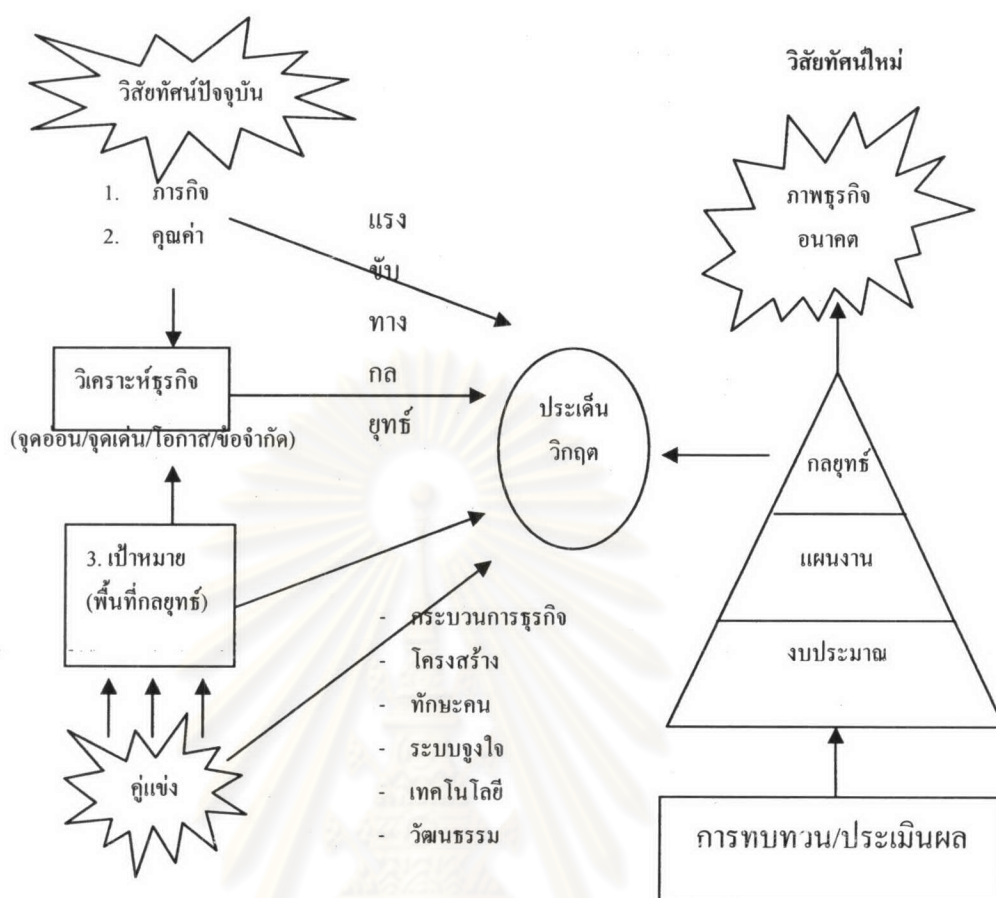 วิสัยทัศน์ปัจจุบัน
1. ภารกิจ
2. คุณค่า
แรง
ขับ
ทาง
กล
ยุทธ์
วิเคราะห์ธุรกิจ
(จุดออน/จุดเด่น/โอกาส/ข้อจำกัด)
3. เป้าหมาย
(พื้นที่กลยุทธ์)
คู่แข่ง
ประเด็น
วิกฤต
- กระบวนการธุรกิจ
- โครงสร้าง
- ทักษะคน
- ระบบจูงใจ
- เทคโนโลยี
- วัฒนธรรม
วิสัยทัศน์ใหม่
ภาพธุรกิจ
อนาคต
กลยุทธ์
แผนงาน
งบประมาณ
การทบทวน/ประเมินผล